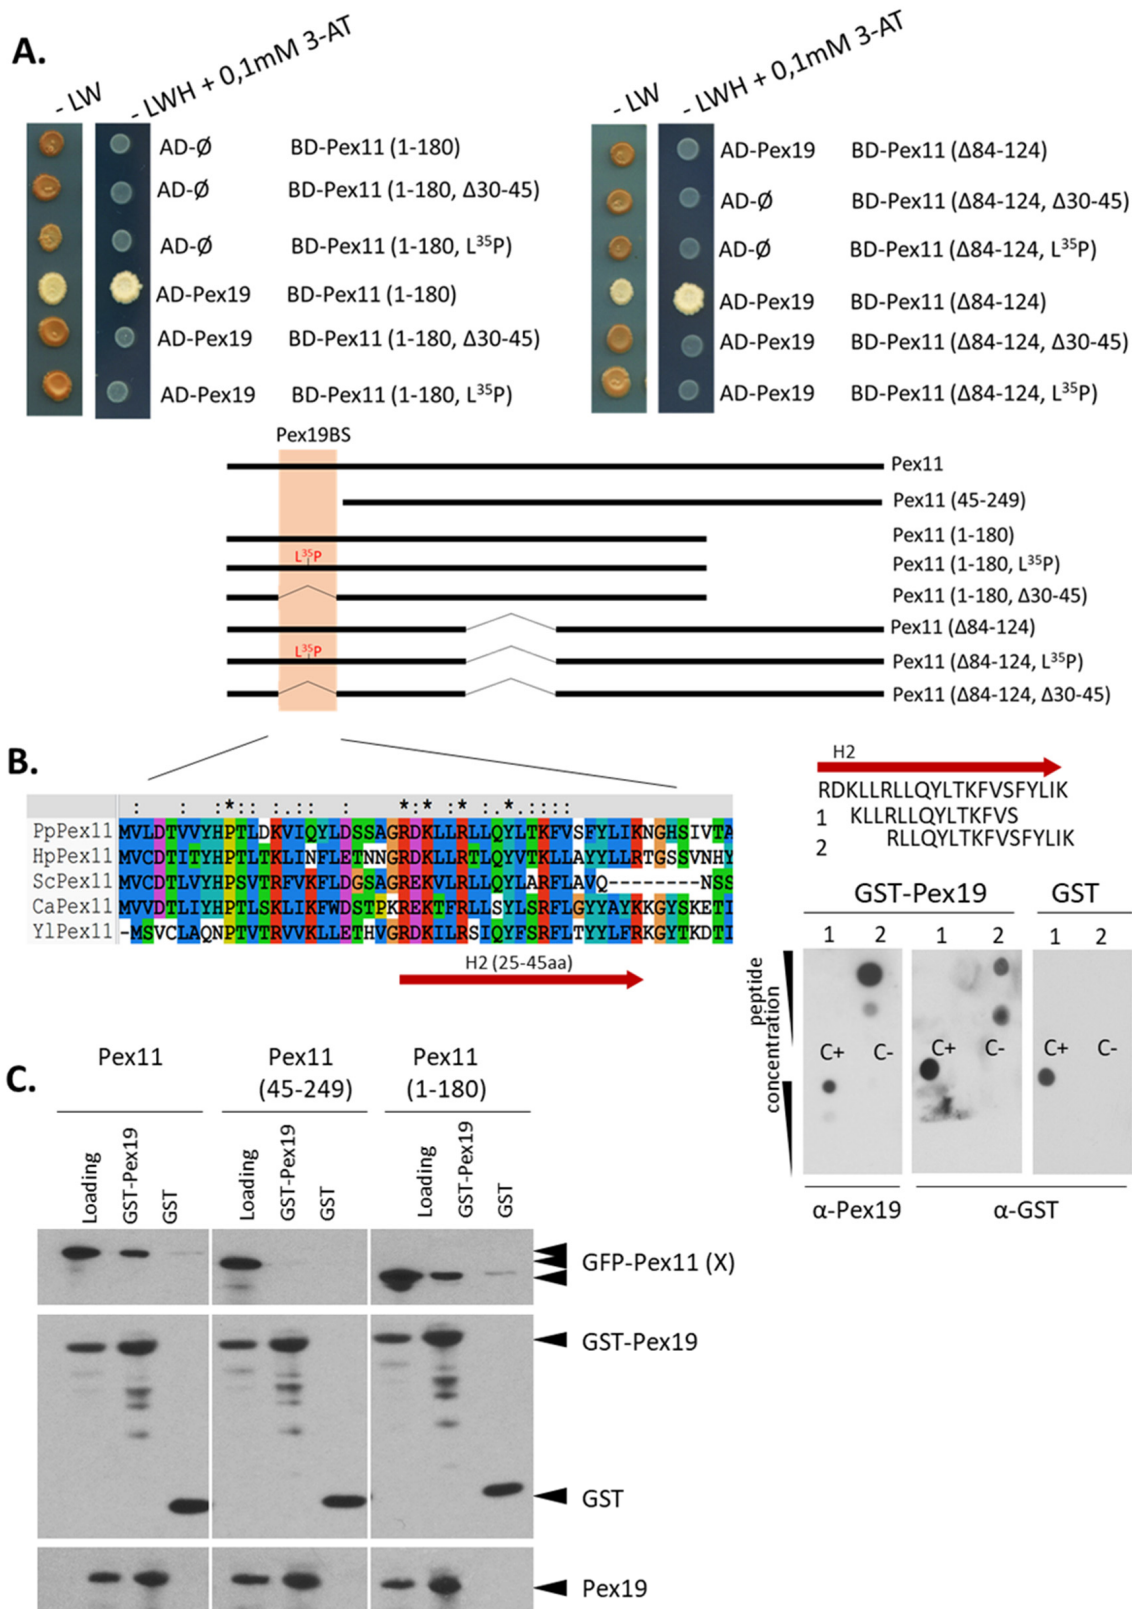 A.
- LW
- LWH + 0,1mM 3-AT
AD-Ø BD-Pex11 (1-180)
AD-Ø BD-Pex11 (1-180, Δ30-45)
AD-Ø BD-Pex11 (1-180, L³⁵P)
AD-Pex19 BD-Pex11 (1-180)
AD-Pex19 BD-Pex11 (1-180, Δ30-45)
AD-Pex19 BD-Pex11 (1-180, L³⁵P)
- LW
- LWH + 0,1mM 3-AT
AD-Pex19 BD-Pex11 (Δ84-124)
AD-Ø BD-Pex11 (Δ84-124, Δ30-45)
AD-Ø BD-Pex11 (Δ84-124, L³⁵P)
AD-Pex19 BD-Pex11 (Δ84-124)
AD-Pex19 BD-Pex11 (Δ84-124, Δ30-45)
AD-Pex19 BD-Pex11 (Δ84-124, L³⁵P)
Pex19BS
Pex11
Pex11 (45-249)
Pex11 (1-180)
L³⁵P
Pex11 (1-180, L³⁵P)
Pex11 (1-180, Δ30-45)
Pex11 (Δ84-124)
L³⁵P
Pex11 (Δ84-124, L³⁵P)
Pex11 (Δ84-124, Δ30-45)
B.
PpPex11 MVLDTVVYHPTLDKVIQYLDSSAGRDKLLRLLQYLTKFVSFYLIKNGHSIVTA
HpPex11 MVCDTITYHPTLTKLINFLETNNGRDKLLRTLQYVTKLLAYYLLRTGSSVNHY
ScPex11 MVCDTLVYHPSVTRFVKFLDGSAGREKVLRLLQYLARFLAVQ--------NSS
CaPex11 MVVDTLIYHPTLSKLIKFWDSTPKREKTFRLLSYLSRFLGYYAYKKGYSKETI
YlPex11 -MSVCLAQNPTVTRVVKLLETHVGRDKILRSIQYFSRFLTYYLFRKGYTKDTI
H2 (25-45aa)
H2
RDKLLRLLQYLTKFVSFYLIK
1 KLLRLLQYLTKFVS
2 RLLQYLTKFVSFYLIK
GST-Pex19 GST
1 2 1 2 1 2
peptide
concentration
C+ C- C+ C- C+ C-
α-Pex19 α-GST
C.
Pex11 Pex11 (45-249) Pex11 (1-180)
Loading GST-Pex19 GST Loading GST-Pex19 GST Loading GST-Pex19 GST
GFP-Pex11 (X)
GST-Pex19
GST
Pex19